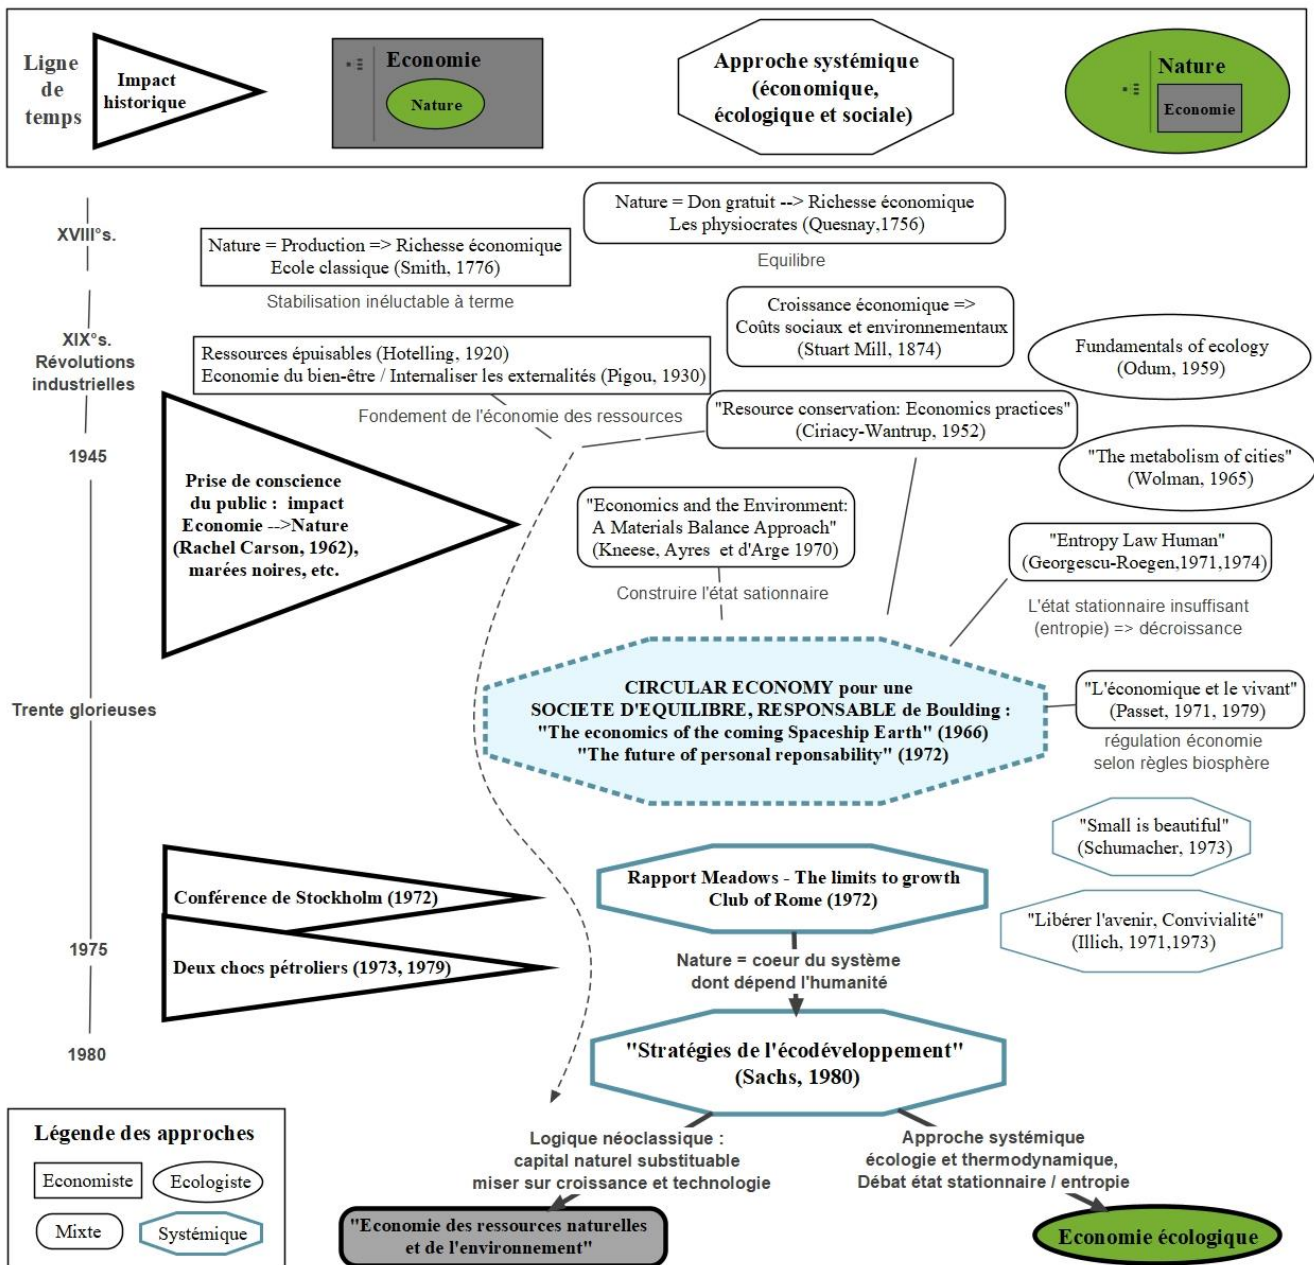 Ligne
de
temps
Impact
historique
Economie
Nature
Approche systémique
(économique,
écologique et sociale)
Nature
Economie
XVIII°s.
Nature = Don gratuit --> Richesse économique
Les physiocrates (Quesnay,1756)
Equilibre
Nature = Production => Richesse économique
Ecole classique (Smith, 1776)
Stabilisation inéluctable à terme
Croissance économique =>
Coûts sociaux et environnementaux
(Stuart Mill, 1874)
XIX°s.
Révolutions
industrielles
Ressources épuisables (Hotelling, 1920)
Economie du bien-être / Internaliser les externalités (Pigou, 1930)
Fondement de l'économie des ressources
Fundamentals of ecology
(Odum, 1959)
"Resource conservation: Economics practices"
(Ciriacy-Wantrup, 1952)
1945
"The metabolism of cities"
(Wolman, 1965)
Prise de conscience
du public : impact
Economie -->Nature
(Rachel Carson, 1962),
marées noires, etc.
"Economics and the Environment:
A Materials Balance Approach"
(Kneese, Ayres et d'Arge 1970)
Construire l'état sationnaire
"Entropy Law Human"
(Georgescu-Roegen,1971,1974)
L'état stationnaire insuffisant
(entropie) => décroissance
Trente glorieuses
CIRCULAR ECONOMY pour une
SOCIETE D'EQUILIBRE, RESPONSABLE de Boulding :
"The economics of the coming Spaceship Earth" (1966)
"The future of personal reponsability" (1972)
"L'économique et le vivant"
(Passet, 1971, 1979)
régulation économie
selon règles biosphère
"Small is beautiful"
(Schumacher, 1973)
Conférence de Stockholm (1972)
Rapport Meadows - The limits to growth
Club of Rome (1972)
"Libérer l'avenir, Convivialité"
(Illich, 1971,1973)
1975
Deux chocs pétroliers (1973, 1979)
Nature = coeur du système
dont dépend l'humanité
1980
"Stratégies de l'écodéveloppement"
(Sachs, 1980)
Logique néoclassique :
capital naturel substituable
miser sur croissance et technologie
Approche systémique
écologie et thermodynamique,
Débat état stationnaire / entropie
"Economie des ressources naturelles
et de l'environnement"
Economie écologique
Légende des approches
Economiste
Ecologiste
Mixte
Systémique